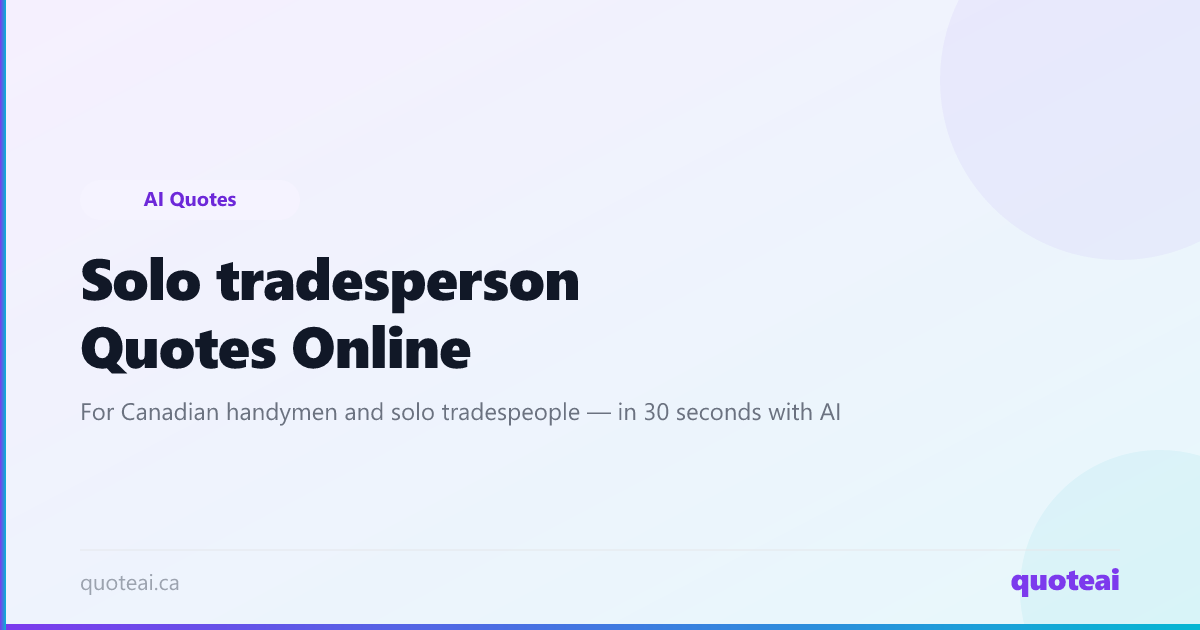 AI Quotes
Solo tradesperson
Quotes Online
For Canadian handymen and solo tradespeople — in 30 seconds with AI
quoteai.ca
quoteai